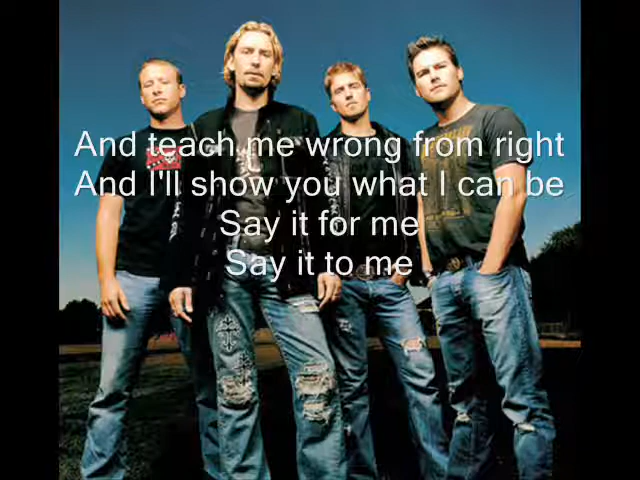 And teach me wrong from right
And I'll show you what I can be
Say it for me
Say it to me